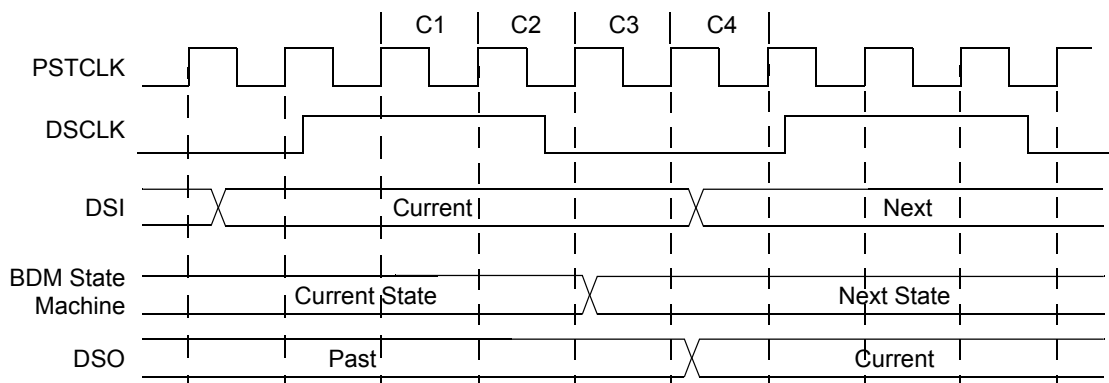 C1 C2 C3 C4
PSTCLK
DSCLK
DSI Current Next
BDM State
Machine Current State Next State
DSO Past Current